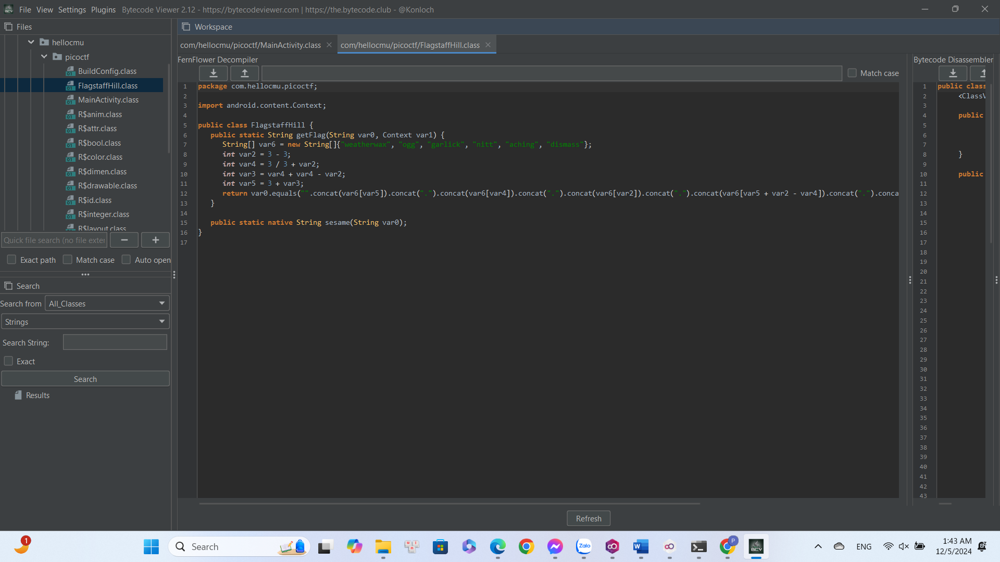 File View Settings Plugins Bytecode Viewer 2.12 - https://bytecodeviewer.com | https://the.bytecode.club - @Konloch
Files
hellocmu
picoctf
BuildConfig.class
FlagstaffHill.class
MainActivity.class
R$anim.class
R$attr.class
R$bool.class
R$color.class
R$dimen.class
R$drawable.class
R$id.class
R$integer.class
R$layout.class
Quick file search (no file exter
− +
Exact path Match case Auto open
Search
Search from All_Classes
Strings
Search String:
Exact
Search
Results
Workspace
com/hellocmu/picoctf/MainActivity.class com/hellocmu/picoctf/FlagstaffHill.class
FernFlower Decompiler
Match case
1 package com.hellocmu.picoctf;
2
3 import android.content.Context;
4
5 public class FlagstaffHill {
6 public static String getFlag(String var0, Context var1) {
7 String[] var6 = new String[]{"weatherwax", "ogg", "garlick", "nitt", "aching", "dismass"};
8 int var2 = 3 - 3;
9 int var4 = 3 / 3 + var2;
10 int var3 = var4 + var4 - var2;
11 int var5 = 3 + var3;
12 return var0.equals("".concat(var6[var5]).concat(".").concat(var6[var4]).concat(".").concat(var6[var2]).concat(".").concat(var6[var5 + var2 - var4]).concat(".").conca
13 }
14
15 public static native String sesame(String var0);
16 }
17
Refresh
Bytecode Disassembler
1 public class
2 <ClassV
3
4 public
5
6
7
8 }
9
10 public
11
12
13
14
15
16
17
18
19
20
21
22
23
24
25
26
27
28
29
30
31
32
33
34
35
36
37
38
39
40
41
42
43
1
Search
Zalo
P
BCV
ENG
1:43 AM
12/5/2024